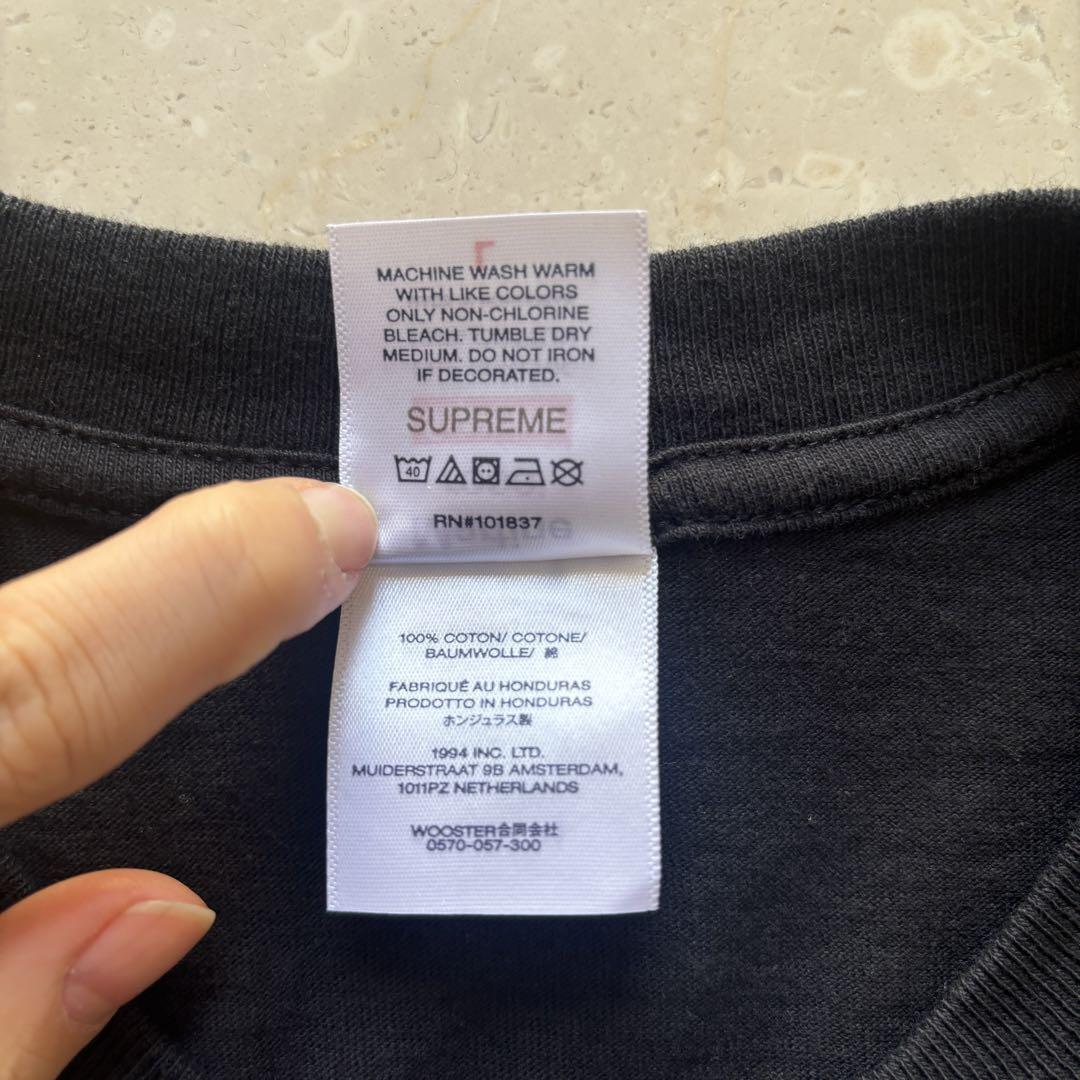 MACHINE WASH WARM
WITH LIKE COLORS
ONLY NON-CHLORINE
BLEACH. TUMBLE DRY
MEDIUM. DO NOT IRON
IF DECORATED.
SUPREME
40
RN#101837
100% COTON/ COTONE/
BAUMWOLLE/ 綿
FABRIQUÉ AU HONDURAS
PRODOTTO IN HONDURAS
ホンジュラス製
1994 INC. LTD.
MUIDERSTRAAT 9B AMSTERDAM,
1011PZ NETHERLANDS
WOOSTER合同会社
0570-057-300